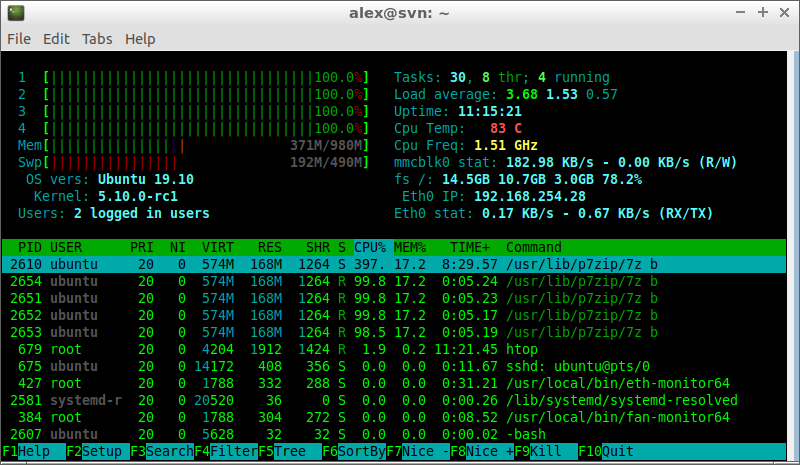 alex@svn: ~
File Edit Tabs Help
1 [||||||||||||||||||||||||||||||||||100.0%] Tasks: 30, 8 thr; 4 running
2 [||||||||||||||||||||||||||||||||||100.0%] Load average: 3.68 1.53 0.57
3 [||||||||||||||||||||||||||||||||||100.0%] Uptime: 11:15:21
4 [||||||||||||||||||||||||||||||||||100.0%] Cpu Temp: 83 C
Mem[||||||||||||||||| 371M/980M] Cpu Freq: 1.51 GHz
Swp[|||||||||||||||| 192M/490M] mmcblk0 stat: 182.98 KB/s - 0.00 KB/s (R/W)
OS vers: Ubuntu 19.10 fs /: 14.5GB 10.7GB 3.0GB 78.2%
Kernel: 5.10.0-rc1 Eth0 IP: 192.168.254.28
Users: 2 logged in users Eth0 stat: 0.17 KB/s - 0.67 KB/s (RX/TX)
PID USER PRI NI VIRT RES SHR S CPU% MEM% TIME+ Command
2610 ubuntu 20 0 574M 168M 1264 S 397. 17.2 8:29.57 /usr/lib/p7zip/7z b
2654 ubuntu 20 0 574M 168M 1264 R 99.8 17.2 0:05.24 /usr/lib/p7zip/7z b
2651 ubuntu 20 0 574M 168M 1264 R 99.8 17.2 0:05.23 /usr/lib/p7zip/7z b
2652 ubuntu 20 0 574M 168M 1264 R 99.8 17.2 0:05.17 /usr/lib/p7zip/7z b
2653 ubuntu 20 0 574M 168M 1264 R 98.5 17.2 0:05.19 /usr/lib/p7zip/7z b
679 root 20 0 4204 1912 1424 R 1.9 0.2 11:21.45 htop
675 ubuntu 20 0 14172 408 356 S 0.0 0.0 0:11.67 sshd: ubuntu@pts/0
427 root 20 0 1788 332 288 S 0.0 0.0 0:31.21 /usr/local/bin/eth-monitor64
2581 systemd-r 20 0 20520 36 0 S 0.0 0.0 0:00.26 /lib/systemd/systemd-resolved
384 root 20 0 1788 304 272 S 0.0 0.0 0:08.52 /usr/local/bin/fan-monitor64
2607 ubuntu 20 0 5628 32 32 S 0.0 0.0 0:00.02 -bash
F1Help F2Setup F3SearchF4FilterF5Tree F6SortByF7Nice -F8Nice +F9Kill F10Quit